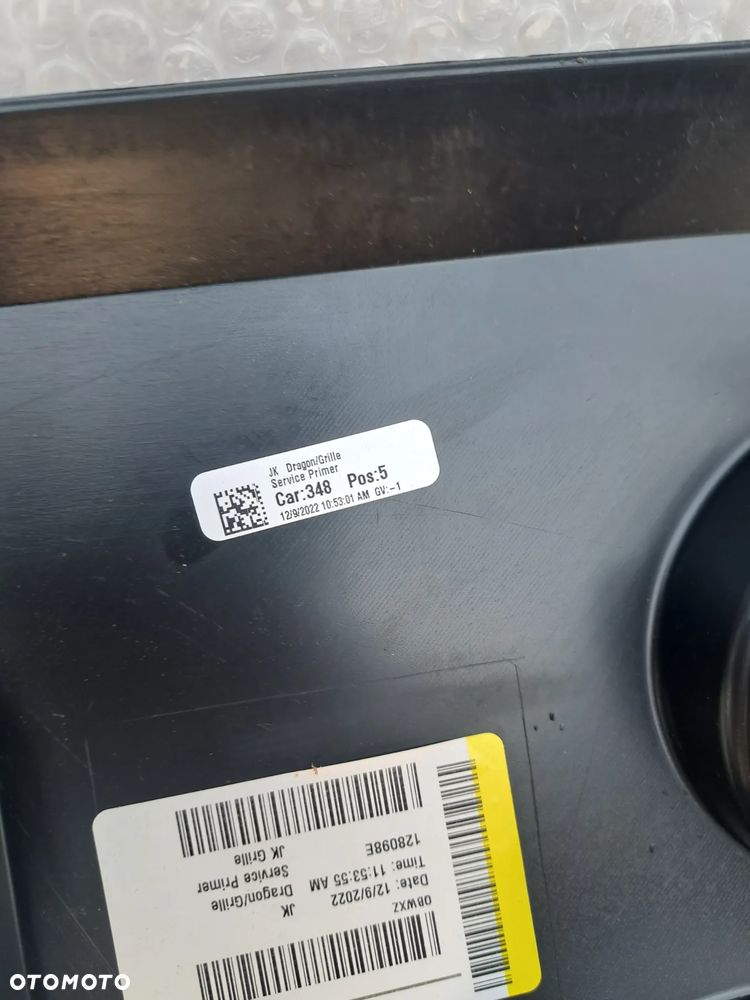 JK Dragon/Grille
Service Primer
Car:348 Pos:5
12/9/2022 10:53:01 AM GV:-1
QBWXZ
Date: 12/9/2022
Time: 11:53:55 AM
128098E
JK
Dragon/Grille
Service Primer
JK Grille
OTOMOTO